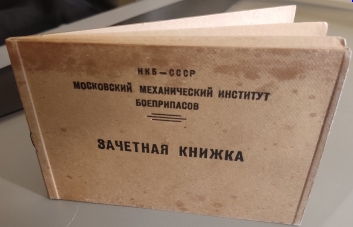 НКБ — СССР
МОСКОВСКИЙ МЕХАНИЧЕСКИЙ ИНСТИТУТ
БОЕПРИПАСОВ
ЗАЧЕТНАЯ КНИЖКА